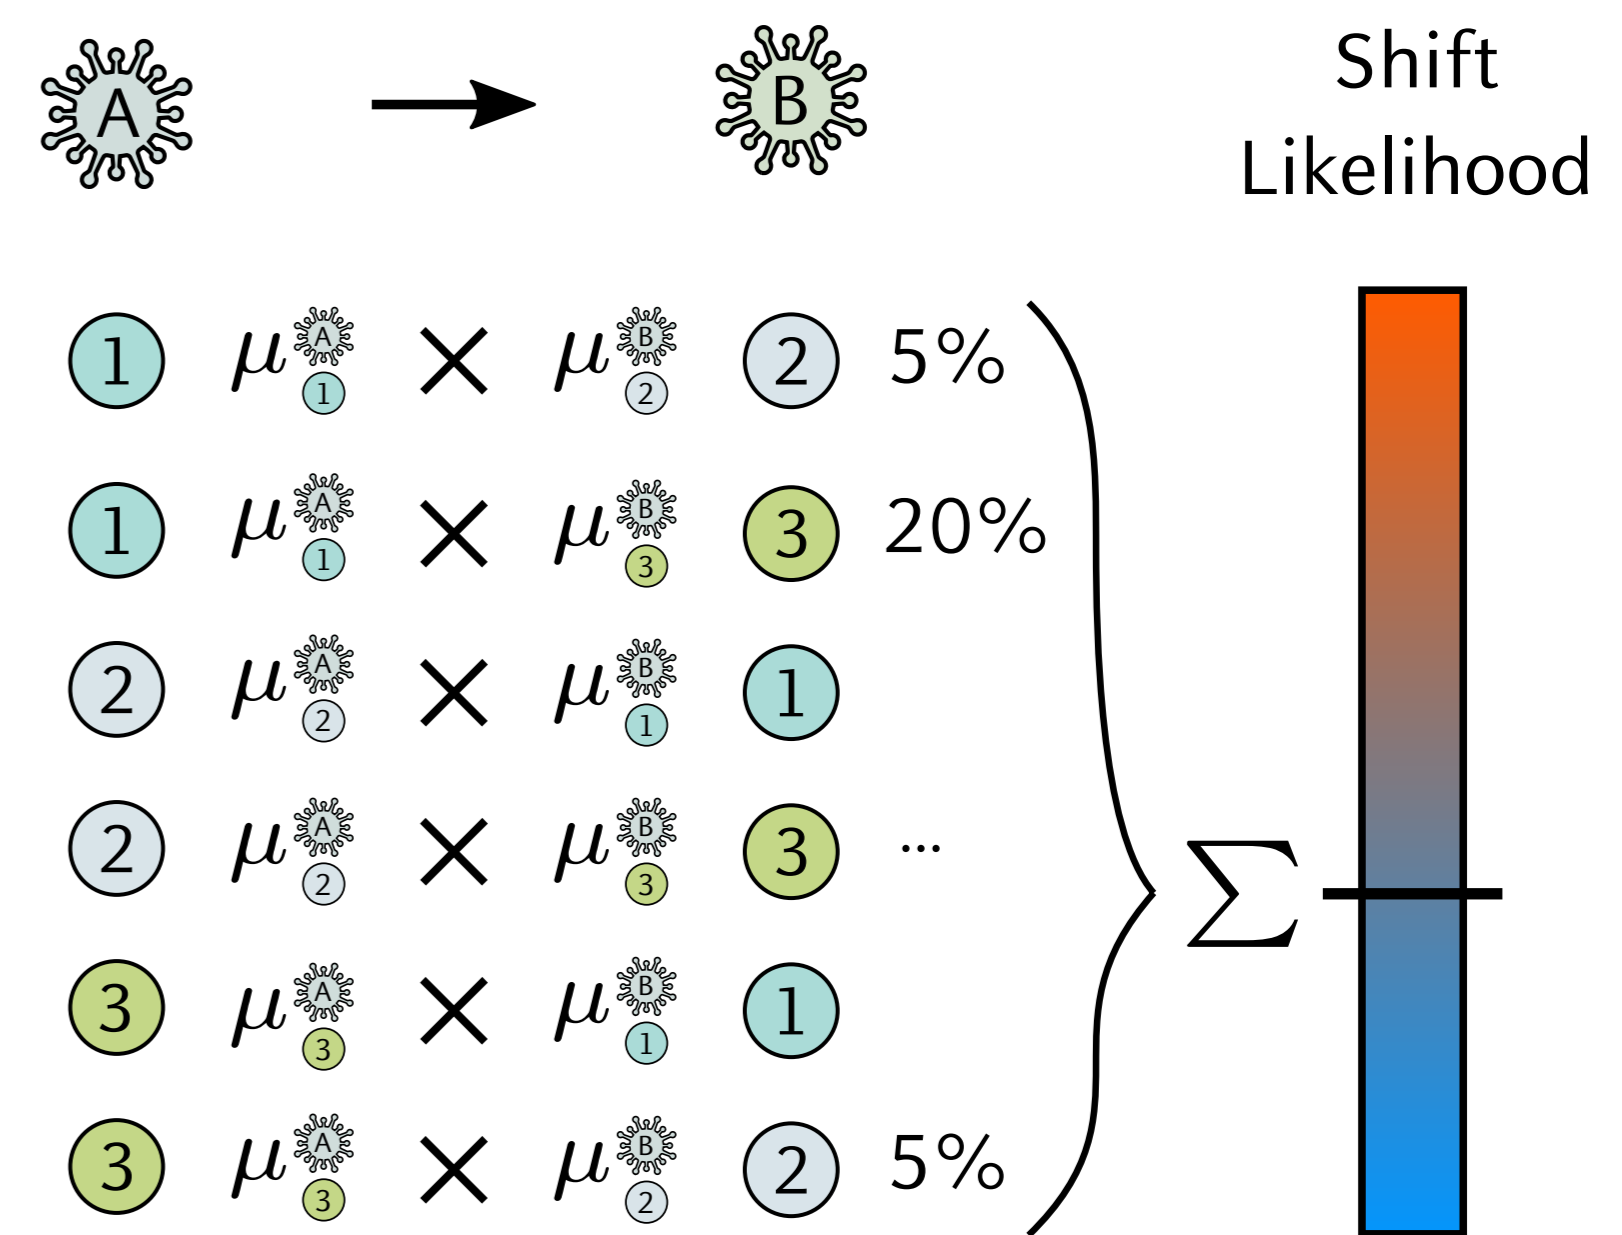 A → B
Shift
Likelihood
1 μ A 1 × μ B 2 2 5%
1 μ A 1 × μ B 3 3 20%
2 μ A 2 × μ B 1 1
2 μ A 2 × μ B 3 3 ...
∑
3 μ A 3 × μ B 1 1
3 μ A 3 × μ B 2 2 5%